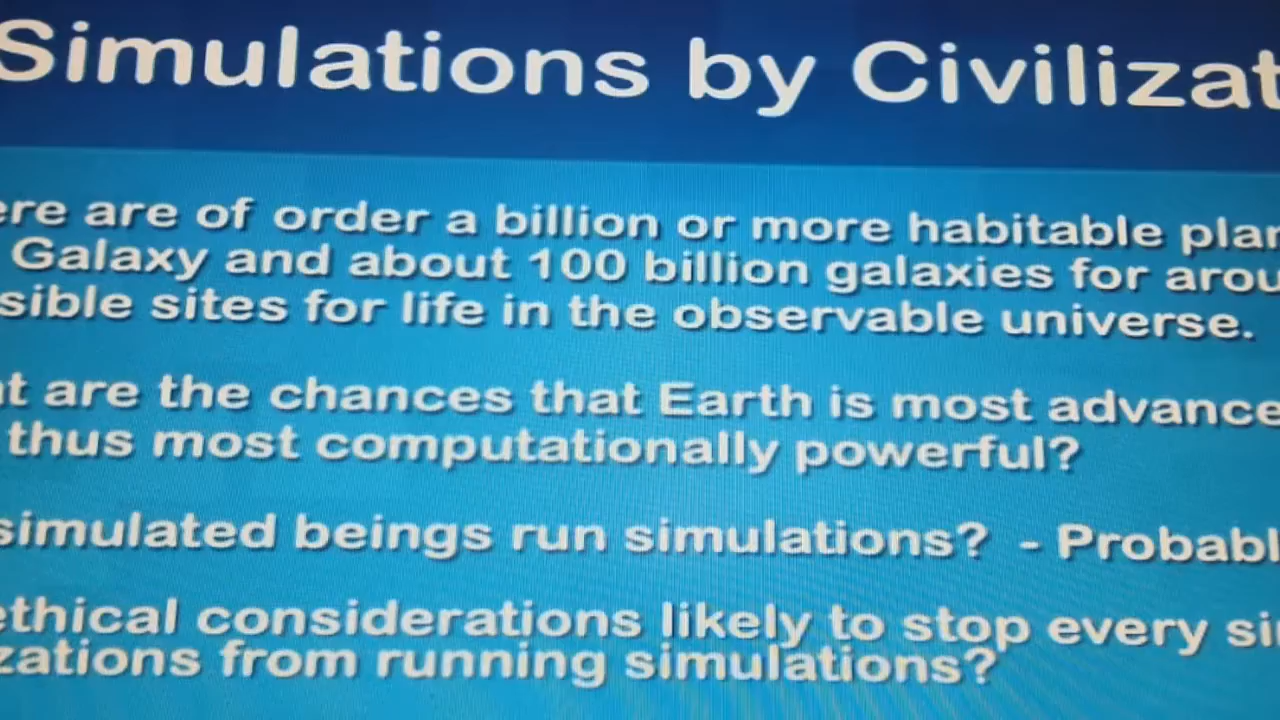 Simulations by Civilizat
ere are of order a billion or more habitable plan
Galaxy and about 100 billion galaxies for arou
sible sites for life in the observable universe.
t are the chances that Earth is most advance
thus most computationally powerful?
simulated beings run simulations? - Probabl
ethical considerations likely to stop every si
zations from running simulations?